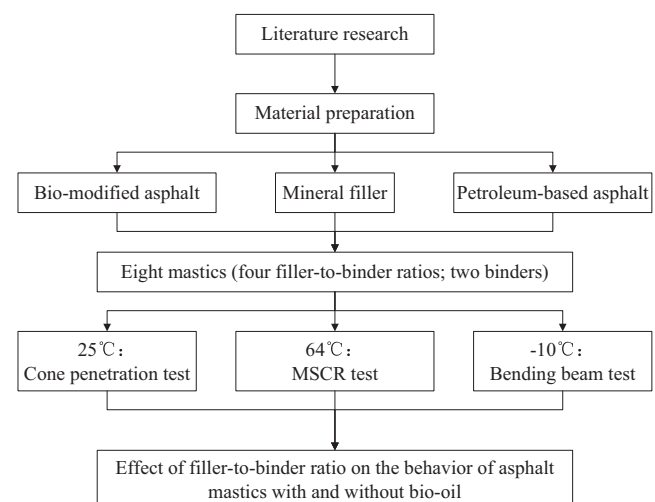 Literature research
Material preparation
Bio-modified asphalt
Mineral filler
Petroleum-based asphalt
Eight mastics (four filler-to-binder ratios; two binders)
25℃：
Cone penetration test
64℃：
MSCR test
-10℃：
Bending beam test
Effect of filler-to-binder ratio on the behavior of asphalt
mastics with and without bio-oil